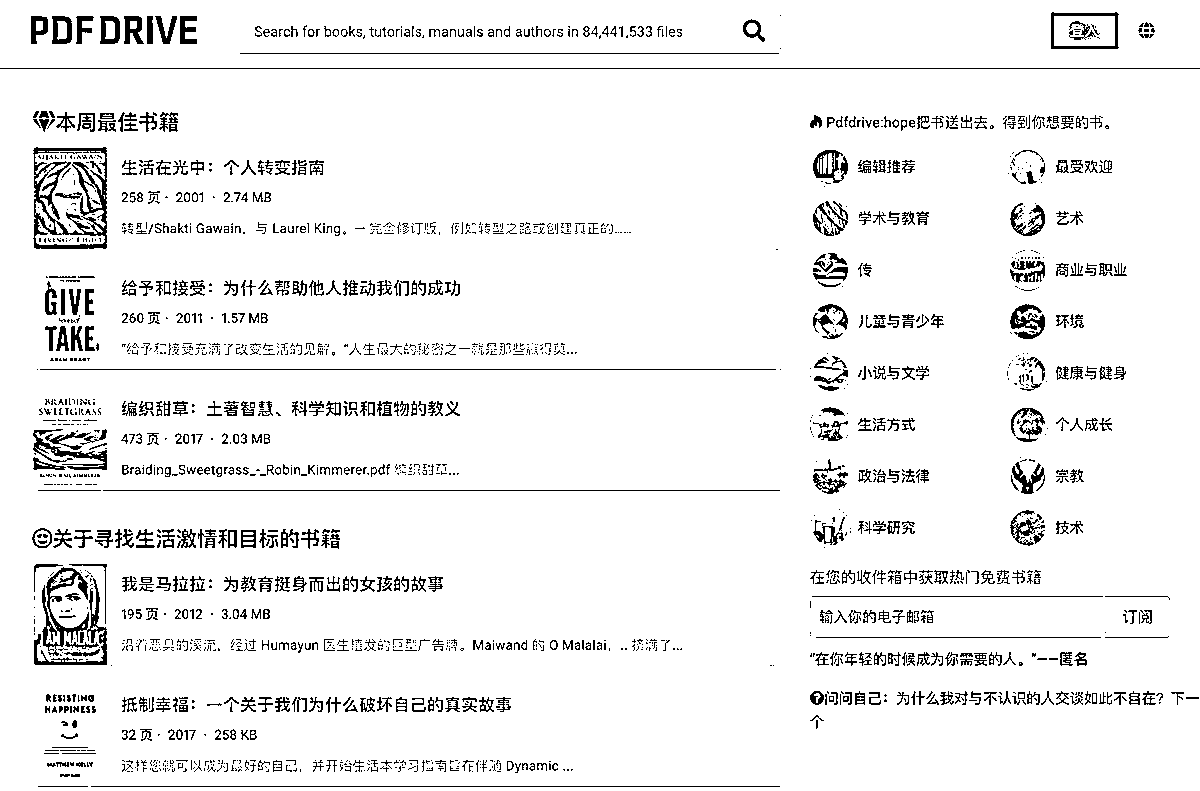 PDF DRIVE
Search for books, tutorials, manuals and authors in 84,441,533 files
登入
本周最佳书籍
SHAKTI GAWAIN
生活在光中：个人转变指南
258 页 · 2001 · 2.74 MB
转型/Shakti Gawain，与 Laurel King。一 完全修订版，例如转型之路或创建真正的……
GIVE
TAKE
ADAM GRANT
给予和接受：为什么帮助他人推动我们的成功
260 页 · 2011 · 1.57 MB
"给予和接受充满了改变生活的见解。"人生最大的秘密之一就是那些赢得莫...
BRAIDING
SWEETGRASS
编织甜草：土著智慧、科学知识和植物的教义
473 页 · 2017 · 2.03 MB
Braiding_Sweetgrass_-_Robin_Kimmerer.pdf 编织甜草...
关于寻找生活激情和目标的书籍
I AM MALALA
我是马拉拉：为教育挺身而出的女孩的故事
195 页 · 2012 · 3.04 MB
沿着恶臭的溪流，经过 Humayun 医生植发的巨型广告牌。Maiwand 的 O Malalai，.. 挤满了...
RESISTING
HAPPINESS
MATTHEW KELLY
抵制幸福：一个关于我们为什么破坏自己的真实故事
32 页 · 2017 · 258 KB
这样您就可以成为最好的自己，并开始生活本学习指南旨在伴随 Dynamic ...
Pdfdrive:hope把书送出去。得到你想要的书。
编辑推荐
最受欢迎
学术与教育
艺术
传
商业与职业
儿童与青少年
环境
小说与文学
健康与健身
生活方式
个人成长
政治与法律
宗教
科学研究
技术
在您的收件箱中获取热门免费书籍
输入你的电子邮箱
订阅
"在你年轻的时候成为你需要的人。"——匿名
问问自己：为什么我对与不认识的人交谈如此不自在？下一
个